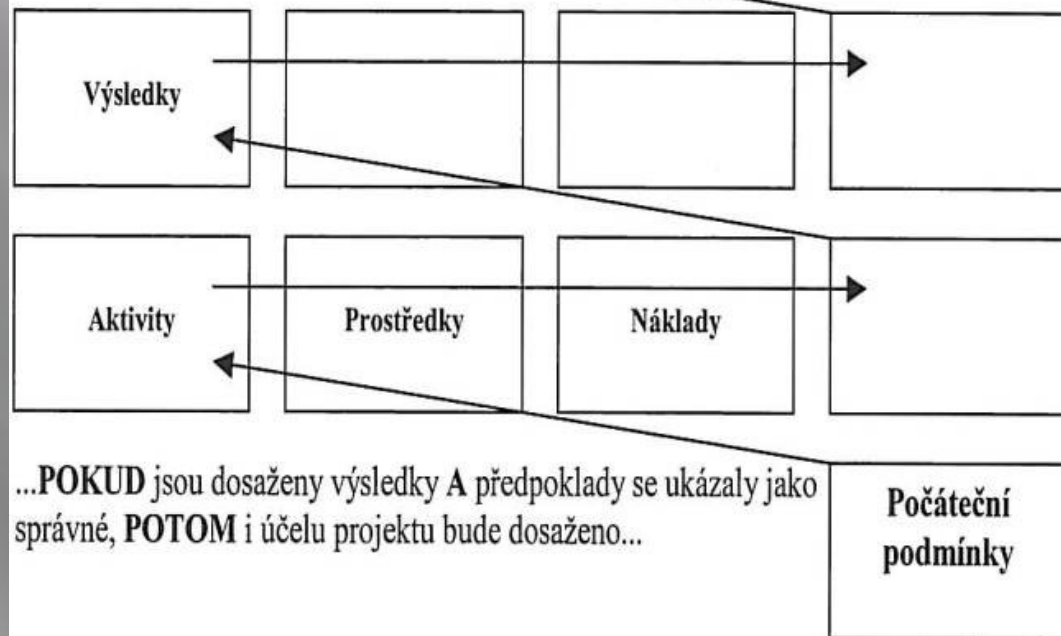 Výsledky
Aktivity
Prostředky
Náklady
...POKUD jsou dosaženy výsledky A předpoklady se ukázaly jako
správné, POTOM i účelu projektu bude dosaženo...
Počáteční
podmínky